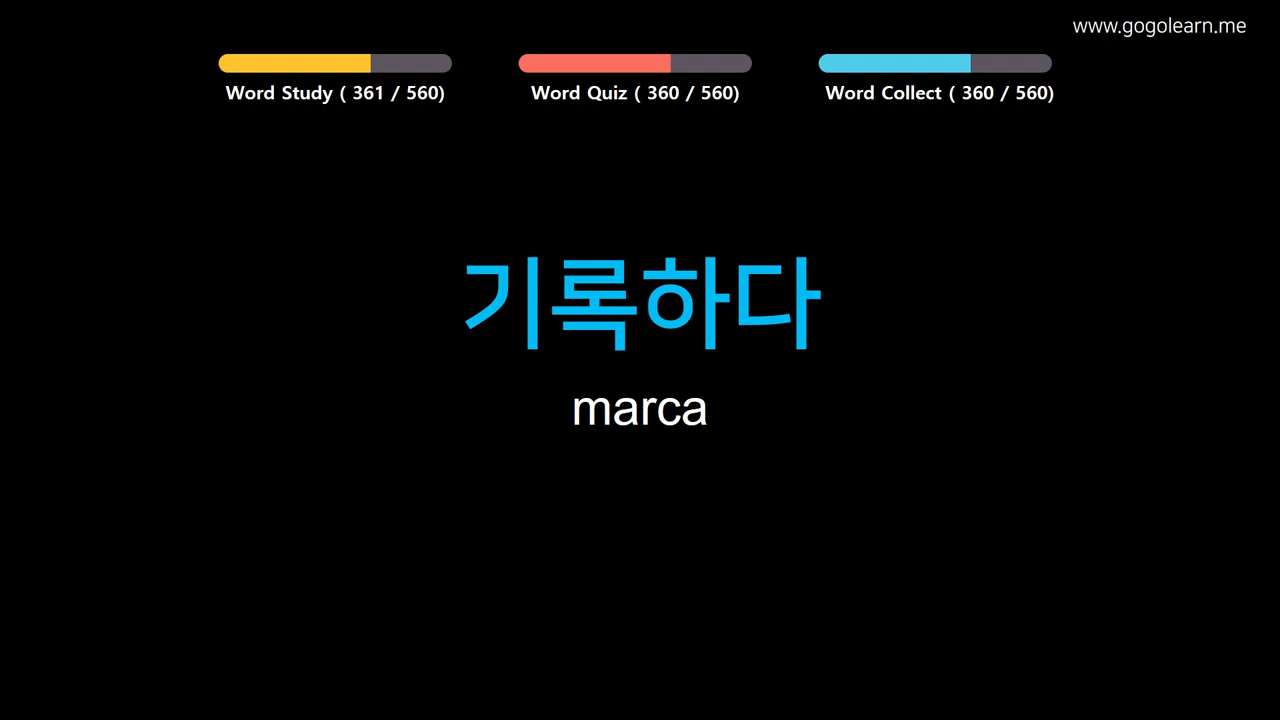 www.gogolearn.me
Word Study ( 361 / 560)
Word Quiz ( 360 / 560)
Word Collect ( 360 / 560)
기록하다
marca